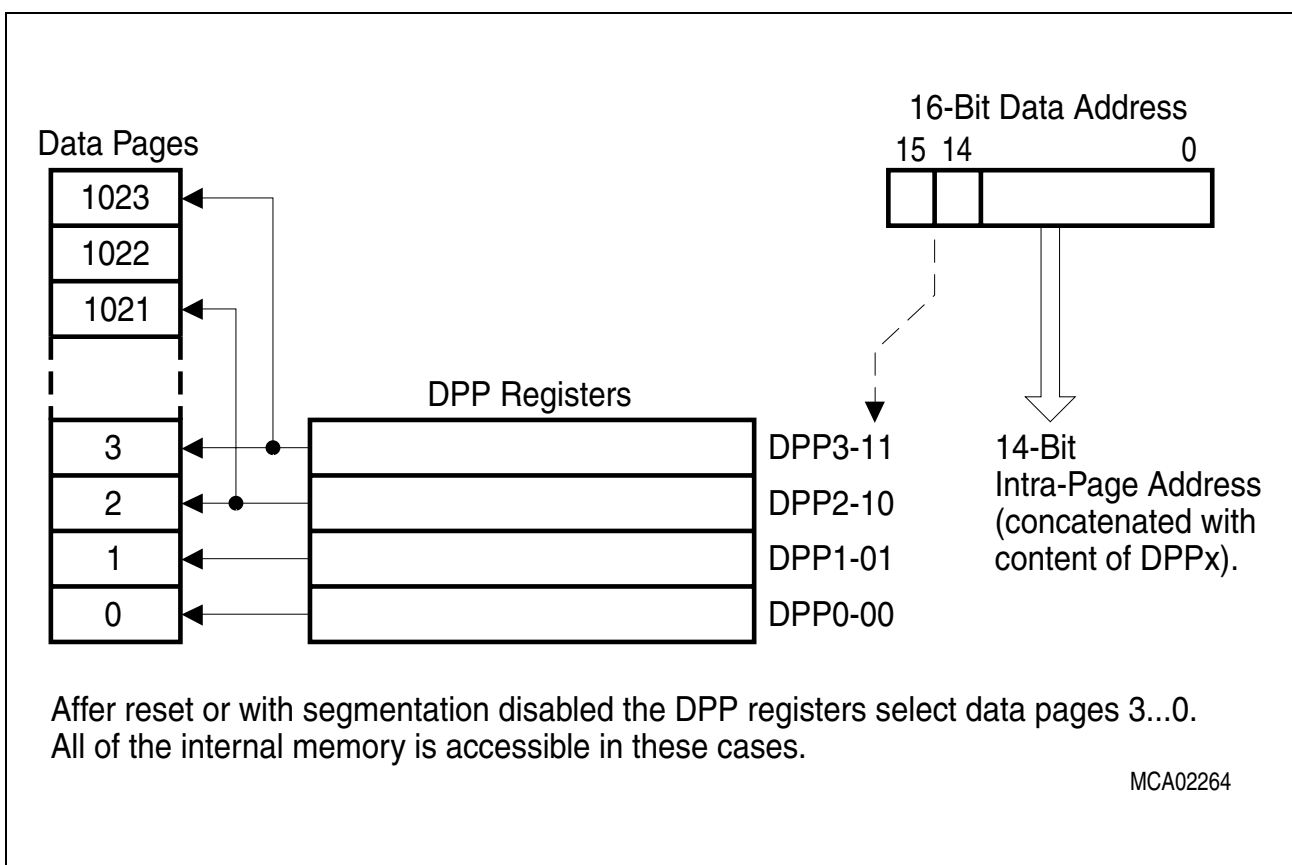 16-Bit Data Address
Data Pages
15 14 0
1023
1022
1021
DPP Registers
3
DPP3-11
2
DPP2-10
1
DPP1-01
0
DPP0-00
14-Bit
Intra-Page Address
(concatenated with
content of DPPx).
Affer reset or with segmentation disabled the DPP registers select data pages 3...0.
All of the internal memory is accessible in these cases.
MCA02264